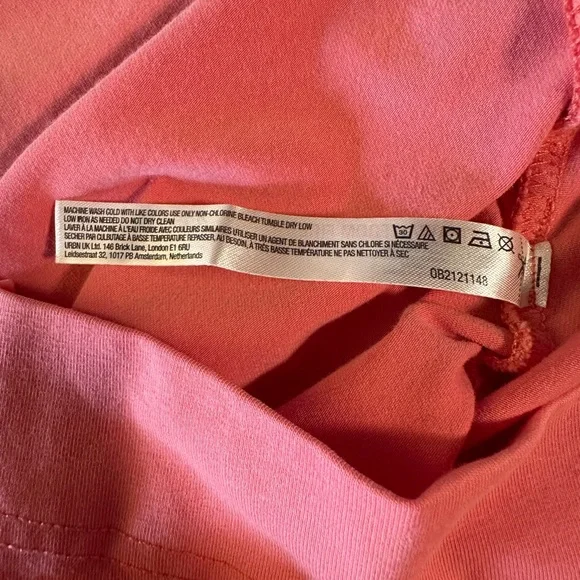 MACHINE WASH COLD WITH LIKE COLORS USE ONLY NON-CHLORINE BLEACH TUMBLE DRY LOW
LOW IRON AS NEEDED DO NOT DRY CLEAN
LAVER À LA MACHINE À L'EAU FROIDE AVEC COULEURS SIMILAIRES UTILISER UN AGENT DE BLANCHIMENT SANS CHLORE SI NÉCESSAIRE
SÉCHER PAR CULBUTAGE À BASSE TEMPÉRATURE REPASSER, AU BESOIN, À TRÈS BASSE TEMPÉRATURE NE PAS NETTOYER À SEC
URBN UK Ltd. 146 Brick Lane, London E1 6RU
Leidsestraat 32, 1017 PB Amsterdam, Netherlands
30
OB2121148